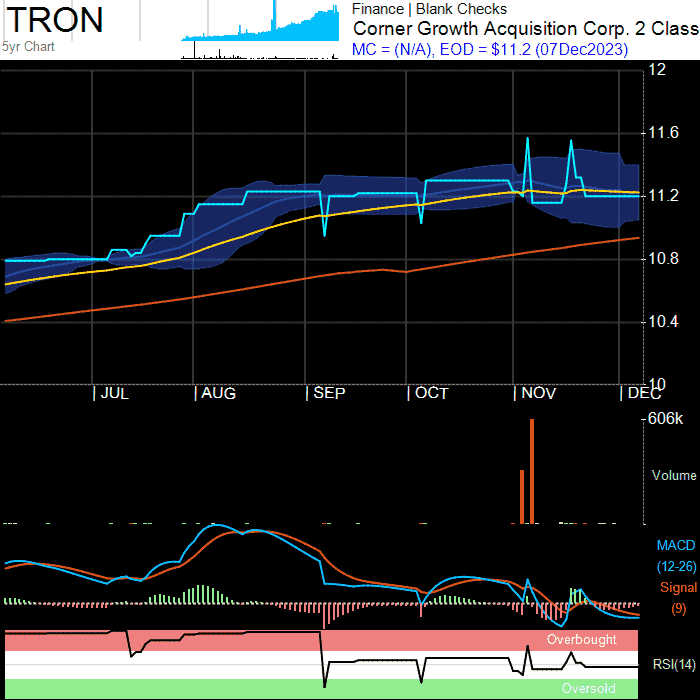 TRON
5yr Chart
Finance | Blank Checks
Corner Growth Acquisition Corp. 2 Class
MC = (N/A), EOD = $11.2 (07Dec2023)
12
11.6
11.2
10.8
10.4
10
JUL
AUG
SEP
OCT
NOV
DEC
606k
Volume
MACD
(12-26)
Signal
(9)
Overbought
RSI(14)
Oversold